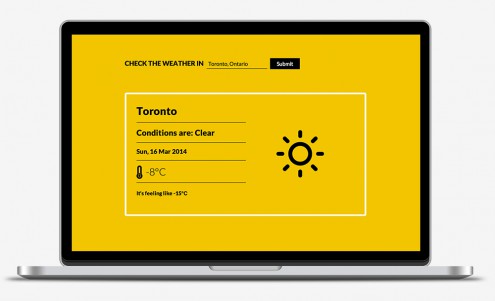 CHECK THE WEATHER IN Toronto, Ontario Submit
Toronto
Conditions are: Clear
Sun, 16 Mar 2014
-8°C
It's feeling like -15°C